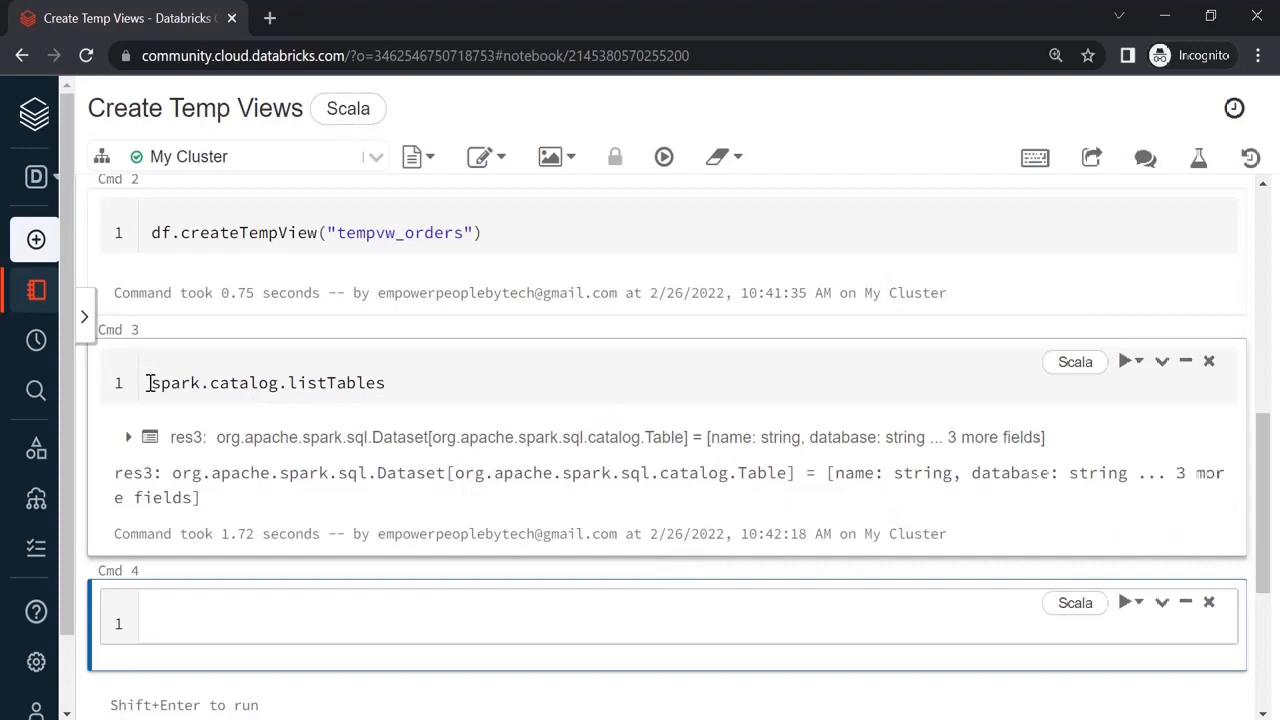 Create Temp Views - Databricks C
community.cloud.databricks.com/?o=3462546750718753#notebook/2145380570255200
Incognito
Create Temp Views
Scala
My Cluster
D
Cmd 2
1 df.createTempView("tempvw_orders")
Command took 0.75 seconds -- by empowerpeoplebytech@gmail.com at 2/26/2022, 10:41:35 AM on My Cluster
Cmd 3
Scala
1 spark.catalog.listTables
res3: org.apache.spark.sql.Dataset[org.apache.spark.sql.catalog.Table] = [name: string, database: string ... 3 more fields]
res3: org.apache.spark.sql.Dataset[org.apache.spark.sql.catalog.Table] = [name: string, database: string ... 3 mor
e fields]
Command took 1.72 seconds -- by empowerpeoplebytech@gmail.com at 2/26/2022, 10:42:18 AM on My Cluster
Cmd 4
Scala
1
Shift+Enter to run